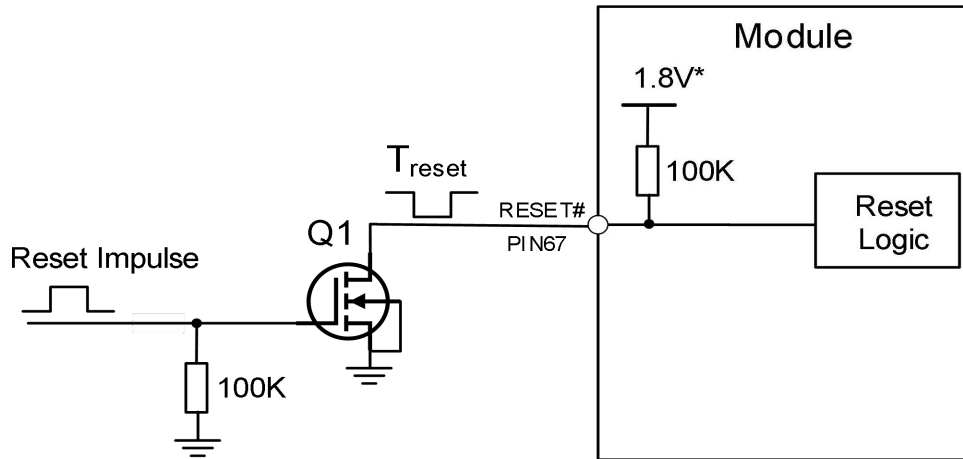 Module
1.8V*
100K
Treset
RESET#
PIN67
Reset
Logic
Q1
Reset Impulse
100K